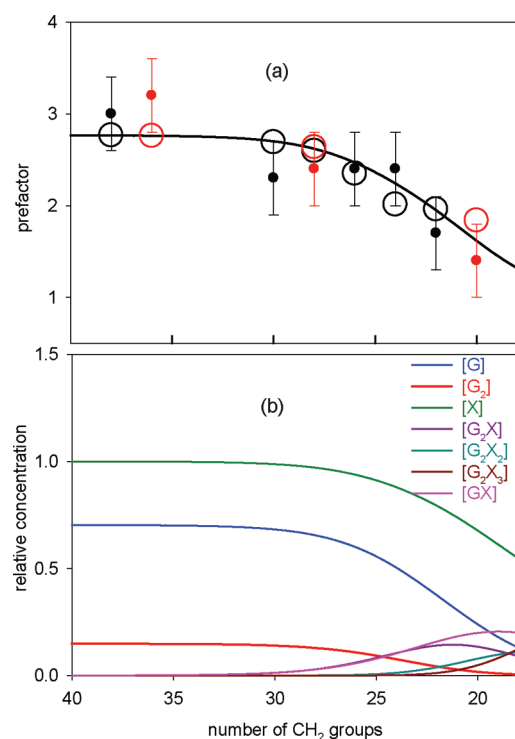 4
(a)
3
prefactor
2
1
1.5
[G]
[G₂]
(b)
[X]
[G₂X]
[G₂X₂]
1.0
[G₂X₃]
[GX]
relative concentration
0.5
0.0
40 35 30 25 20
number of CH₂ groups